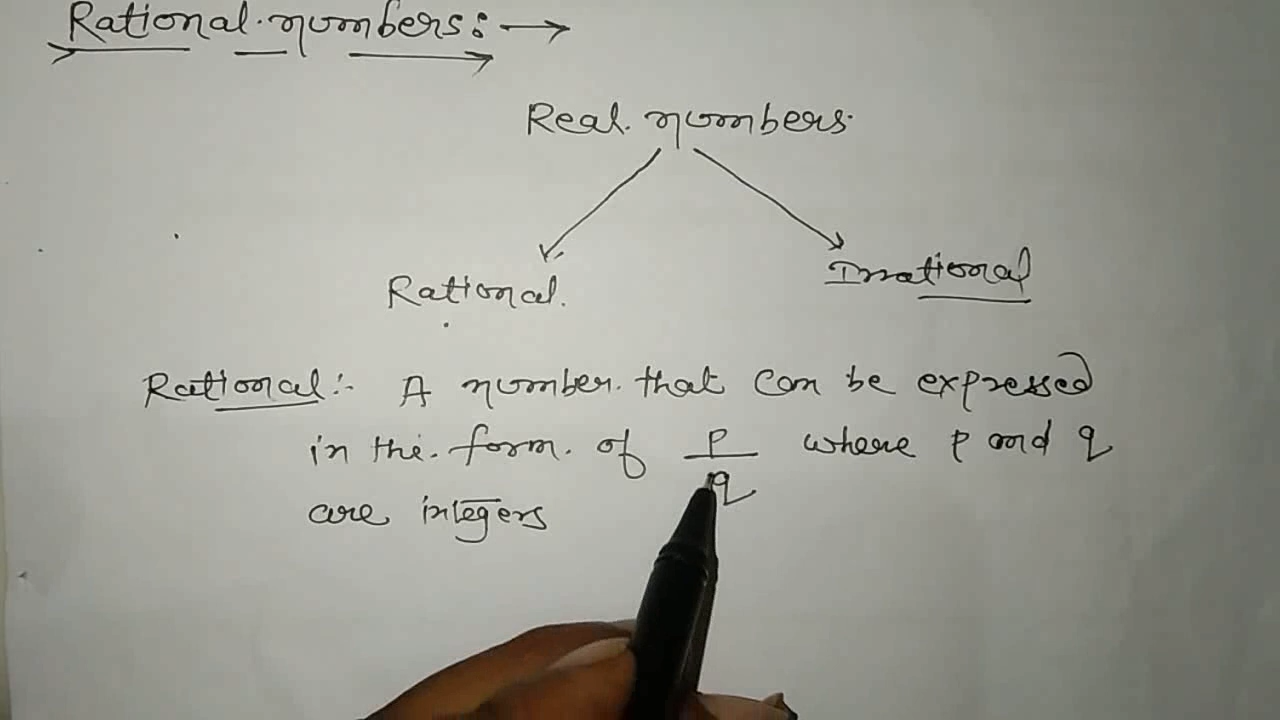 Rational numbers: →
Real numbers
Rational. Irrational
Rational:- A number that can be expressed
in the form of p/q where p and q
are integers